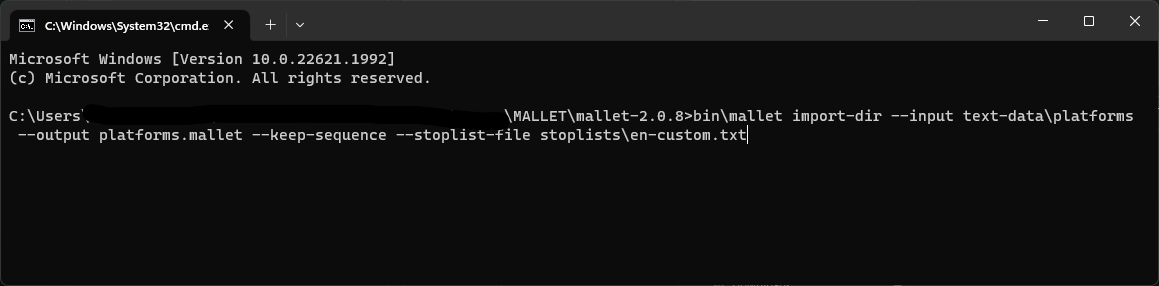 C:\Windows\System32\cmd.e
Microsoft Windows [Version 10.0.22621.1992]
(c) Microsoft Corporation. All rights reserved.
C:\Users\ \MALLET\mallet-2.0.8>bin\mallet import-dir --input text-data\platforms
--output platforms.mallet --keep-sequence --stoplist-file stoplists\en-custom.txt